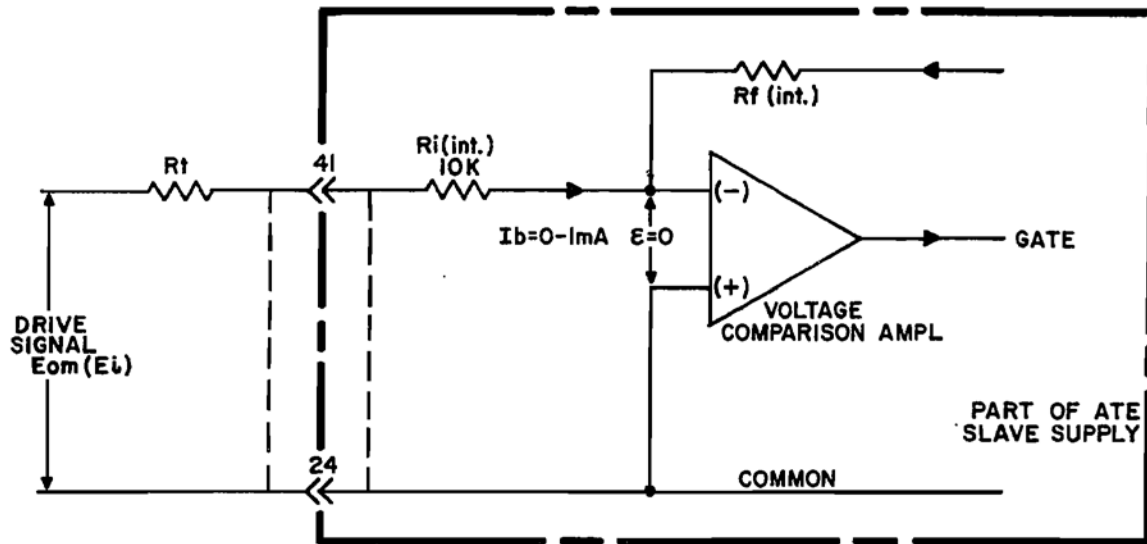 Rf (int.)
Rt
41
Ri (int.)
10K
(-)
Ib=0-1mA
ε=0
GATE
(+)
VOLTAGE
COMPARISON AMPL
DRIVE
SIGNAL
Eom (Ei)
PART OF ATE
SLAVE SUPPLY
24
COMMON